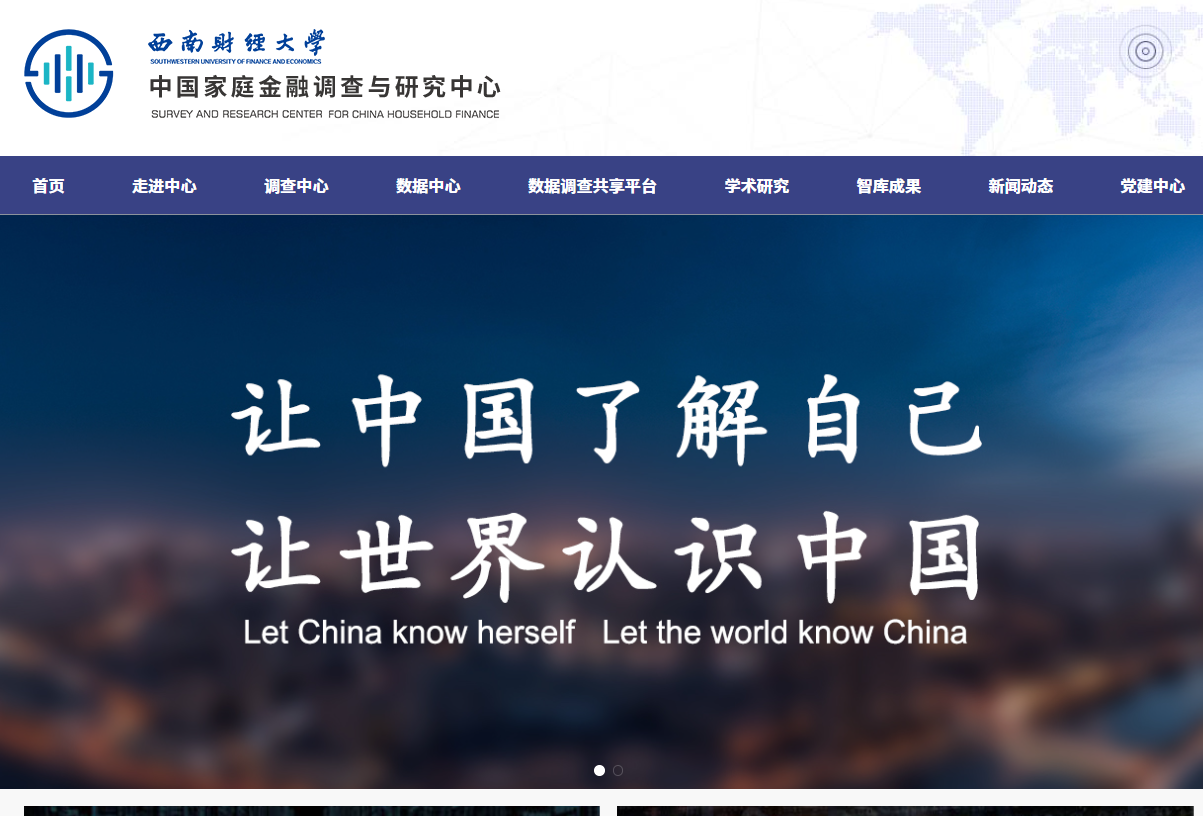 西南财经大学
SOUTHWESTERN UNIVERSITY OF FINANCE AND ECONOMICS
中国家庭金融调查与研究中心
SURVEY AND RESEARCH CENTER FOR CHINA HOUSEHOLD FINANCE
首页 走进中心 调查中心 数据中心 数据调查共享平台 学术研究 智库成果 新闻动态 党建中心
让中国了解自己
让世界认识中国
Let China know herself Let the world know China